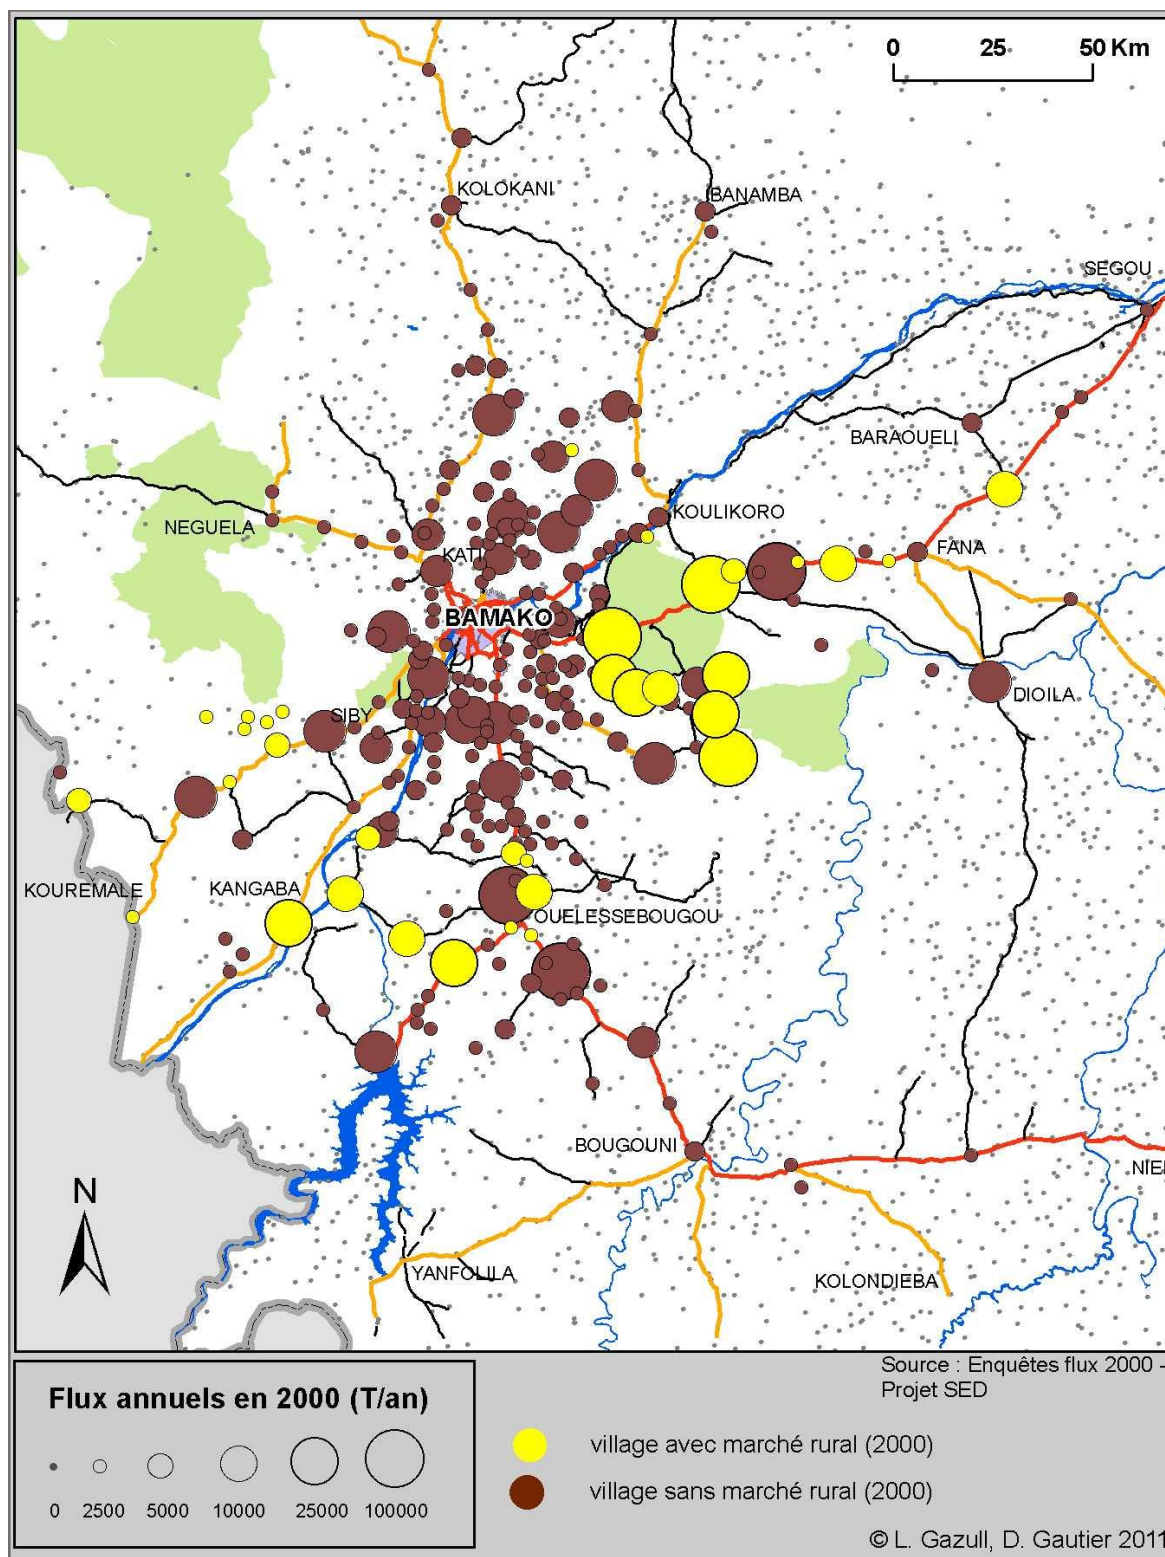 0 25 50 Km
KOLOKANI
BANAMBA
SEGOU
BARAOUELI
NEGUELA
KOULIKORO
FANA
KATI
BAMAKO
DIOILA
SIBY
KOUREMALE
KANGABA
OUELESSEBOUGOU
BOUGOUNI
NIE
N
YANFOLILA
KOLONDIEBA
Source : Enquêtes flux 2000 -
Projet SED
Flux annuels en 2000 (T/an)
0 2500 5000 10000 25000 100000
village avec marché rural (2000)
village sans marché rural (2000)
© L. Gazull, D. Gautier 2011